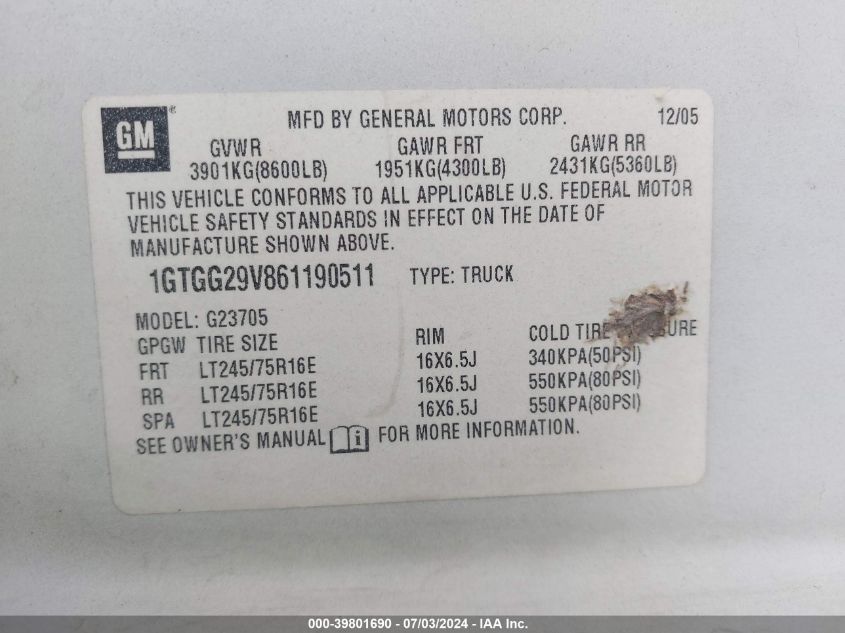 GM ®
MFD BY GENERAL MOTORS CORP. 12/05
GVWR GAWR FRT GAWR RR
3901KG(8600LB) 1951KG(4300LB) 2431KG(5360LB)
THIS VEHICLE CONFORMS TO ALL APPLICABLE U.S. FEDERAL MOTOR
VEHICLE SAFETY STANDARDS IN EFFECT ON THE DATE OF
MANUFACTURE SHOWN ABOVE.
1GTGG29V861190511 TYPE: TRUCK
MODEL: G23705
GPGW TIRE SIZE RIM COLD TIRE
FRT LT245/75R16E 16X6.5J 340KPA(50PSI)
RR LT245/75R16E 16X6.5J 550KPA(80PSI)
SPA LT245/75R16E 16X6.5J 550KPA(80PSI)
SEE OWNER'S MANUAL i FOR MORE INFORMATION.
000-39801690 - 07/03/2024 - IAA Inc.